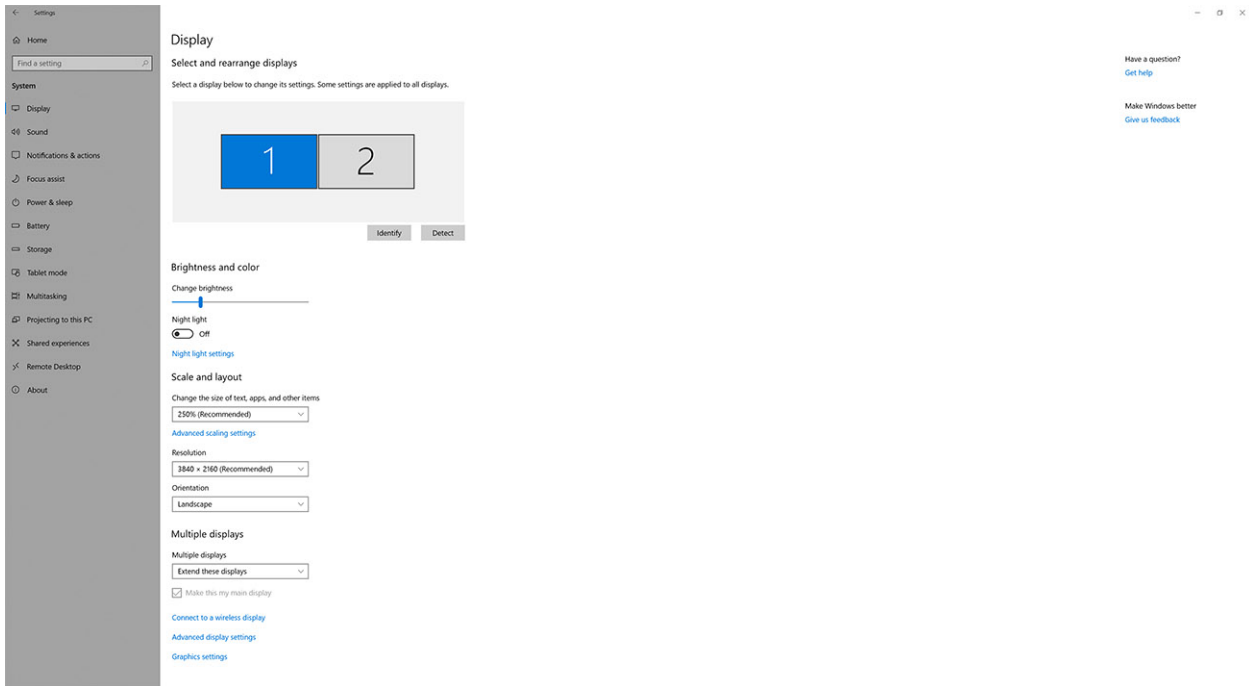 Settings
Home
Find a setting
System
Display
Sound
Notifications & actions
Focus assist
Power & sleep
Battery
Storage
Tablet mode
Multitasking
Projecting to this PC
Shared experiences
Remote Desktop
About
Display
Select and rearrange displays
Select a display below to change its settings. Some settings are applied to all displays.
1 2
Identify Detect
Brightness and color
Change brightness
Night light
Off
Night light settings
Scale and layout
Change the size of text, apps, and other items
250% (Recommended)
Advanced scaling settings
Resolution
3840 × 2160 (Recommended)
Orientation
Landscape
Multiple displays
Multiple displays
Extend these displays
Make this my main display
Connect to a wireless display
Advanced display settings
Graphics settings
Have a question?
Get help
Make Windows better
Give us feedback